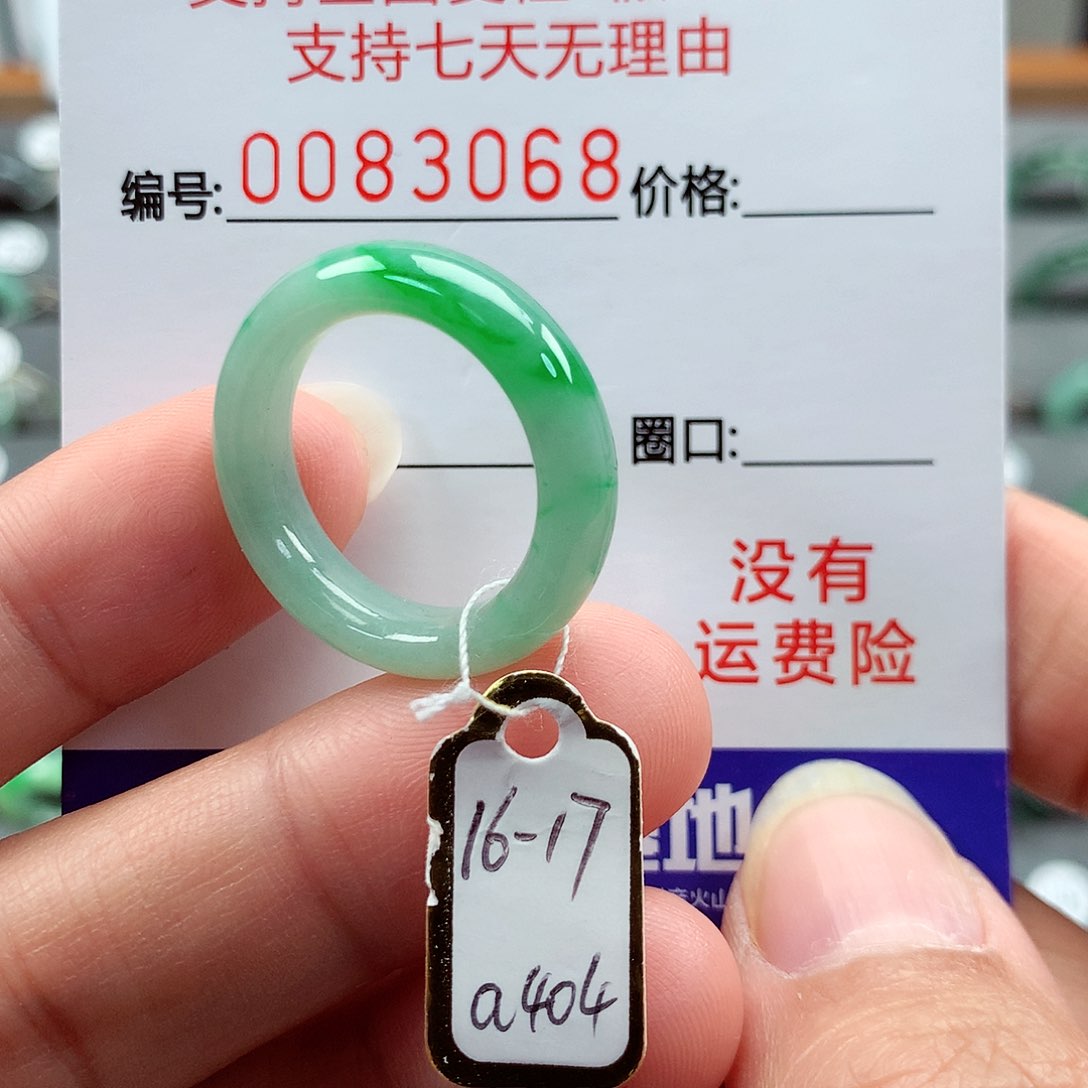 支持七天无理由
编号: 0083068 价格:
圈口:
没有
运费险
16-17
a404